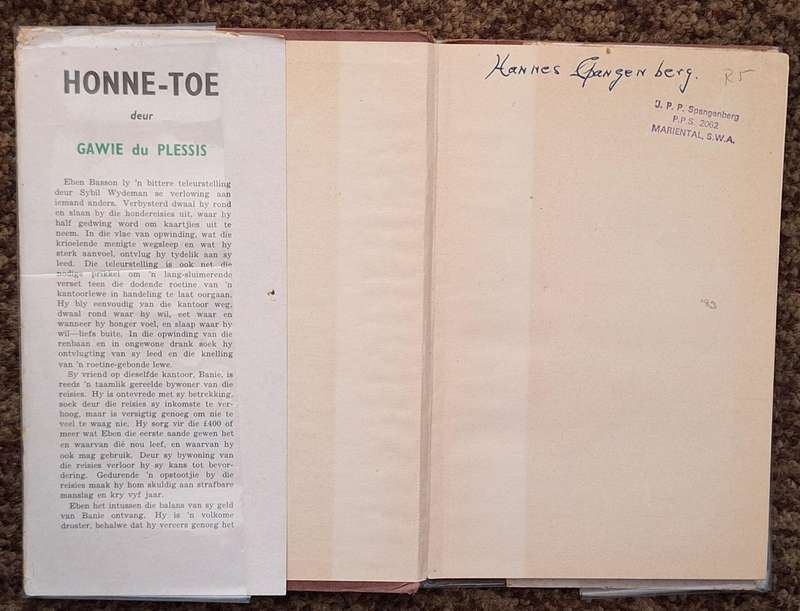 HONNE-TOE
deur
GAWIE du PLESSIS
Eben Basson ly 'n bittere teleurstelling
deur Sybil Wydeman se verlowing aan
iemand anders. Verbysterd dwaal hy rond
en slaan by die hondereisies uit, waar hy
half gedwing word om kaartjies uit te
neem. In die vlae van opwinding, wat die
krioelende menigte wegsleep en wat hy
sterk aanvoel, ontvlug hy tydelik aan sy
leed. Die teleurstelling is ook net die
nodige prikkel om 'n lang-sluimerende
verset teen die dodende roetine van 'n
kantoorlewe in handeling te laat oorgaan.
Hy bly eenvoudig van die kantoor weg,
dwaal rond waar hy wil, eet waar en
wanneer hy honger voel, en slaap waar hy
wil—liefs buite. In die opwinding van die
renbaan en in ongewone drank soek hy
ontvlugting van sy leed en die knelling
van 'n roetine-gebonde lewe.
Sy vriend op dieselfde kantoor, Banie, is
reeds 'n taamlik gereelde bywoner van die
reisies. Hy is ontevrede met sy betrekking,
soek deur die reisies sy inkomste te ver-
hoog, maar is versigtig genoeg om nie te
veel te waag nie. Hy sorg vir die £400 of
meer wat Eben die eerste aande gewen het
en waarvan dié nou leef, en waarvan hy
ook mag gebruik. Deur sy bywoning van
die reisies verloor hy sy kans tot bevor-
dering. Gedurende 'n opstootjie by die
reisies maak hy hom skuldig aan strafbare
manslag en kry vyf jaar.
Eben het intussen die balans van sy geld
van Banie ontvang. Hy is 'n volkome
droster, behalwe dat hy vereers genoeg het
Hannes Spangenberg.
R5
J. P. P. Spangenberg
P.P.S. 2062
MARIENTAL, S.W.A.
'93